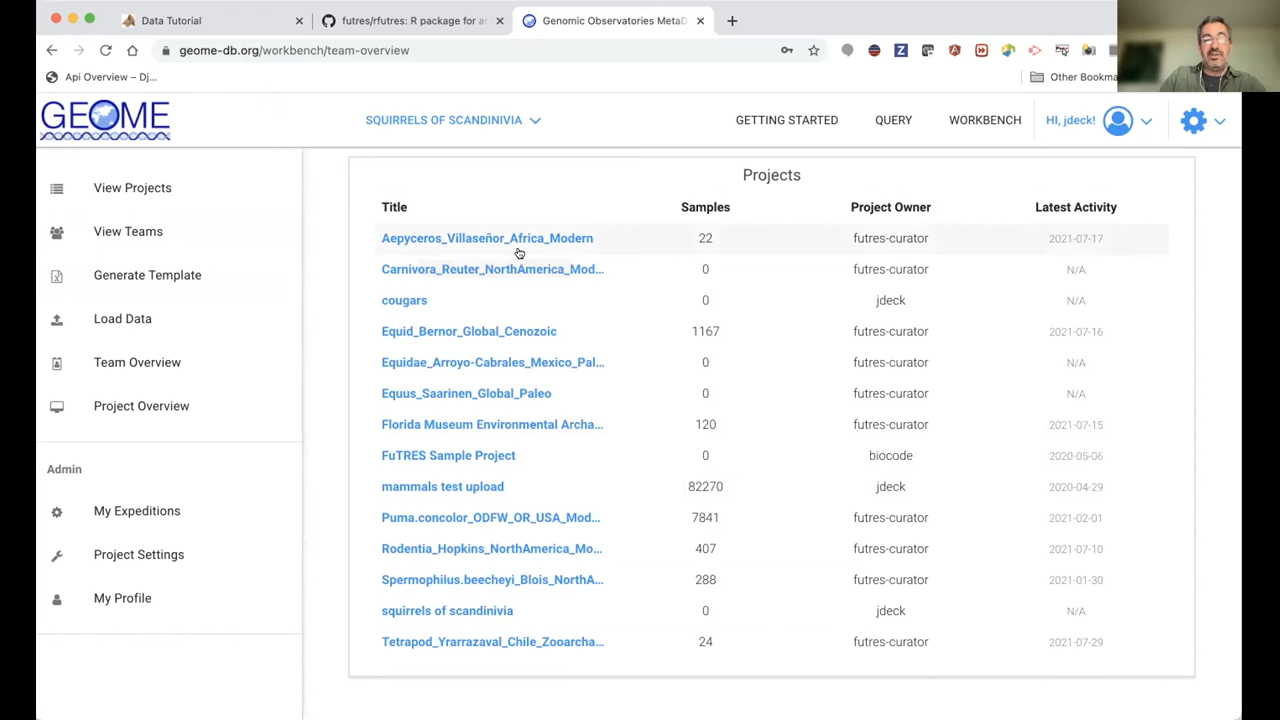 Data Tutorial
futres/rfutres: R package for a
Genomic Observatories MetaD
geome-db.org/workbench/team-overview
Api Overview – Dj...
Other Bookma
GEOME
SQUIRRELS OF SCANDINIVIA
GETTING STARTED
QUERY
WORKBENCH
HI, jdeck!
View Projects
View Teams
Generate Template
Load Data
Team Overview
Project Overview
Admin
My Expeditions
Project Settings
My Profile
Projects
Title Samples Project Owner Latest Activity
Aepyceros_Villaseñor_Africa_Modern 22 futres-curator 2021-07-17
Carnivora_Reuter_NorthAmerica_Mod... 0 futres-curator N/A
cougars 0 jdeck N/A
Equid_Bernor_Global_Cenozoic 1167 futres-curator 2021-07-16
Equidae_Arroyo-Cabrales_Mexico_Pal... 0 futres-curator N/A
Equus_Saarinen_Global_Paleo 0 futres-curator N/A
Florida Museum Environmental Archa... 120 futres-curator 2021-07-15
FuTRES Sample Project 0 biocode 2020-05-06
mammals test upload 82270 jdeck 2020-04-29
Puma.concolor_ODFW_OR_USA_Mod... 7841 futres-curator 2021-02-01
Rodentia_Hopkins_NorthAmerica_Mo... 407 futres-curator 2021-07-10
Spermophilus.beecheyi_Blois_NorthA... 288 futres-curator 2021-01-30
squirrels of scandinivia 0 jdeck N/A
Tetrapod_Yrarrazaval_Chile_Zooarcha... 24 futres-curator 2021-07-29